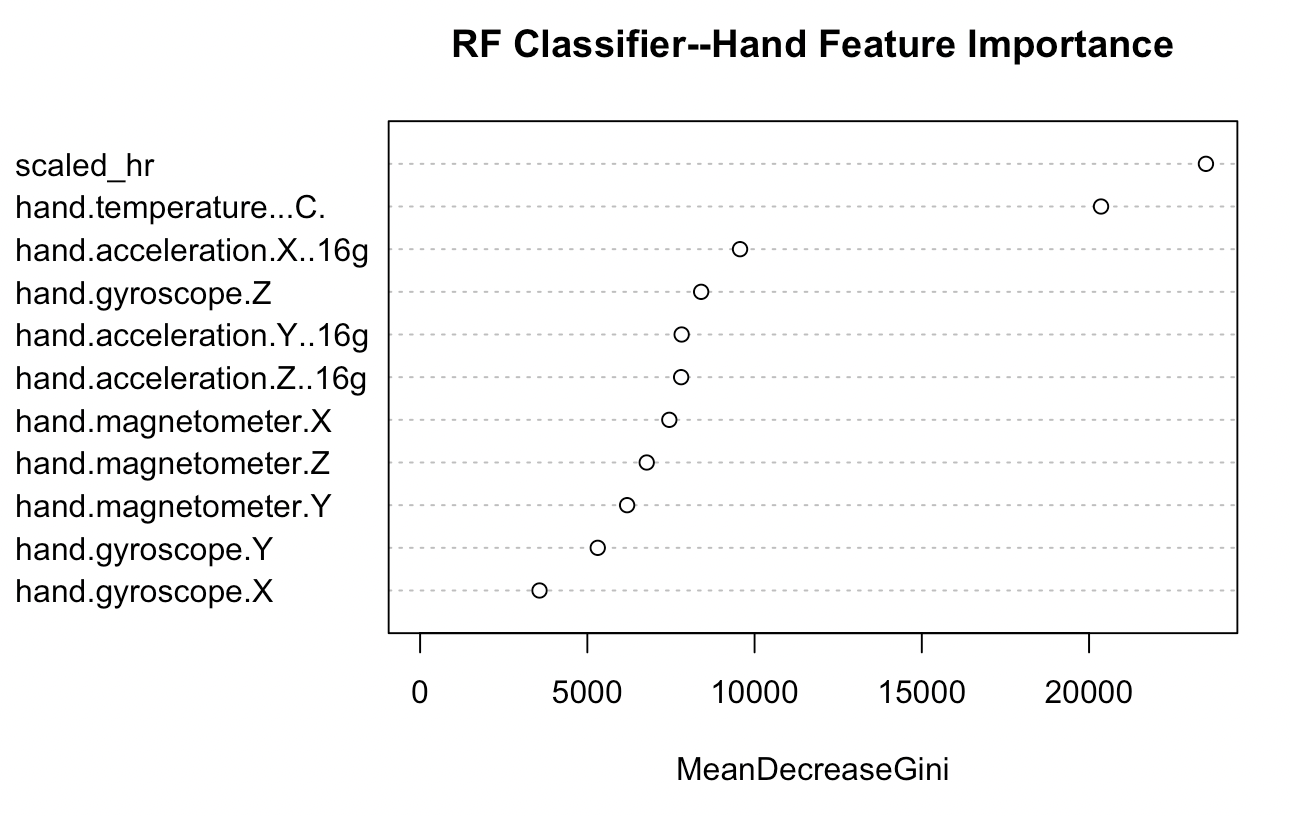 RF Classifier--Hand Feature Importance
scaled_hr
hand.temperature...C.
hand.acceleration.X..16g
hand.gyroscope.Z
hand.acceleration.Y..16g
hand.acceleration.Z..16g
hand.magnetometer.X
hand.magnetometer.Z
hand.magnetometer.Y
hand.gyroscope.Y
hand.gyroscope.X
0 5000 10000 15000 20000
MeanDecreaseGini